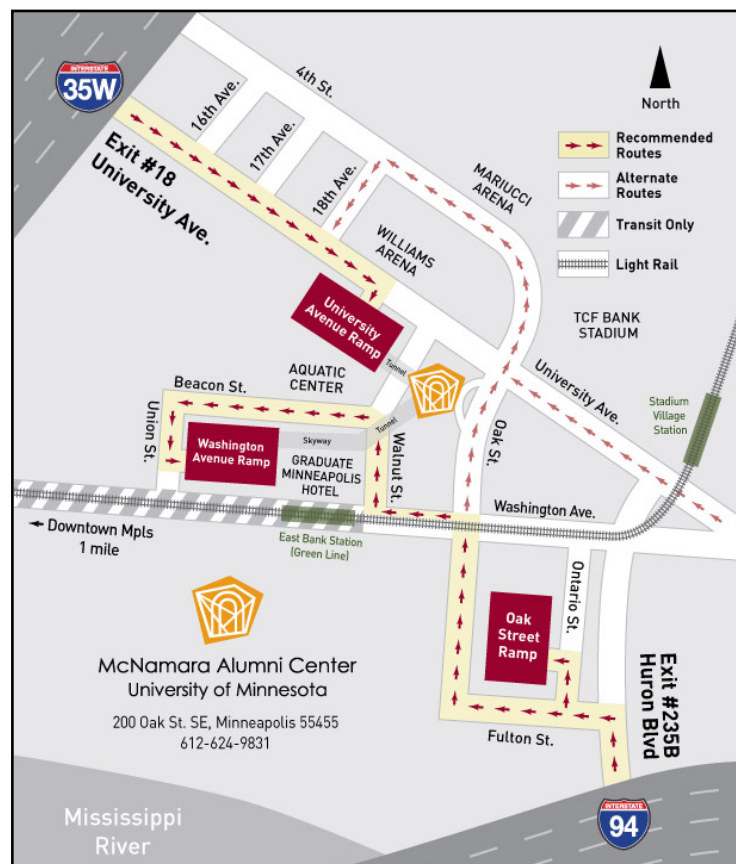 INTERSTATE
35W
16th Ave.
17th Ave.
18th Ave.
4th St.
Exit #18
University Ave.
North
Recommended
Routes
Alternate
Routes
Transit Only
Light Rail
MARIUCCI
ARENA
WILLIAMS
ARENA
TCF BANK
STADIUM
University
Avenue Ramp
Tunnel
AQUATIC
CENTER
University Ave.
Stadium
Village
Station
Beacon St.
Union St.
Washington
Avenue Ramp
Skyway
Tunnel
Walnut St.
Oak St.
GRADUATE
MINNEAPOLIS
HOTEL
Washington Ave.
Downtown Mpls
1 mile
East Bank Station
(Green Line)
Ontario St.
Oak
Street
Ramp
Exit #235B
Huron Blvd
Fulton St.
McNamara Alumni Center
University of Minnesota
200 Oak St. SE, Minneapolis 55455
612-624-9831
Mississippi
River
INTERSTATE
94